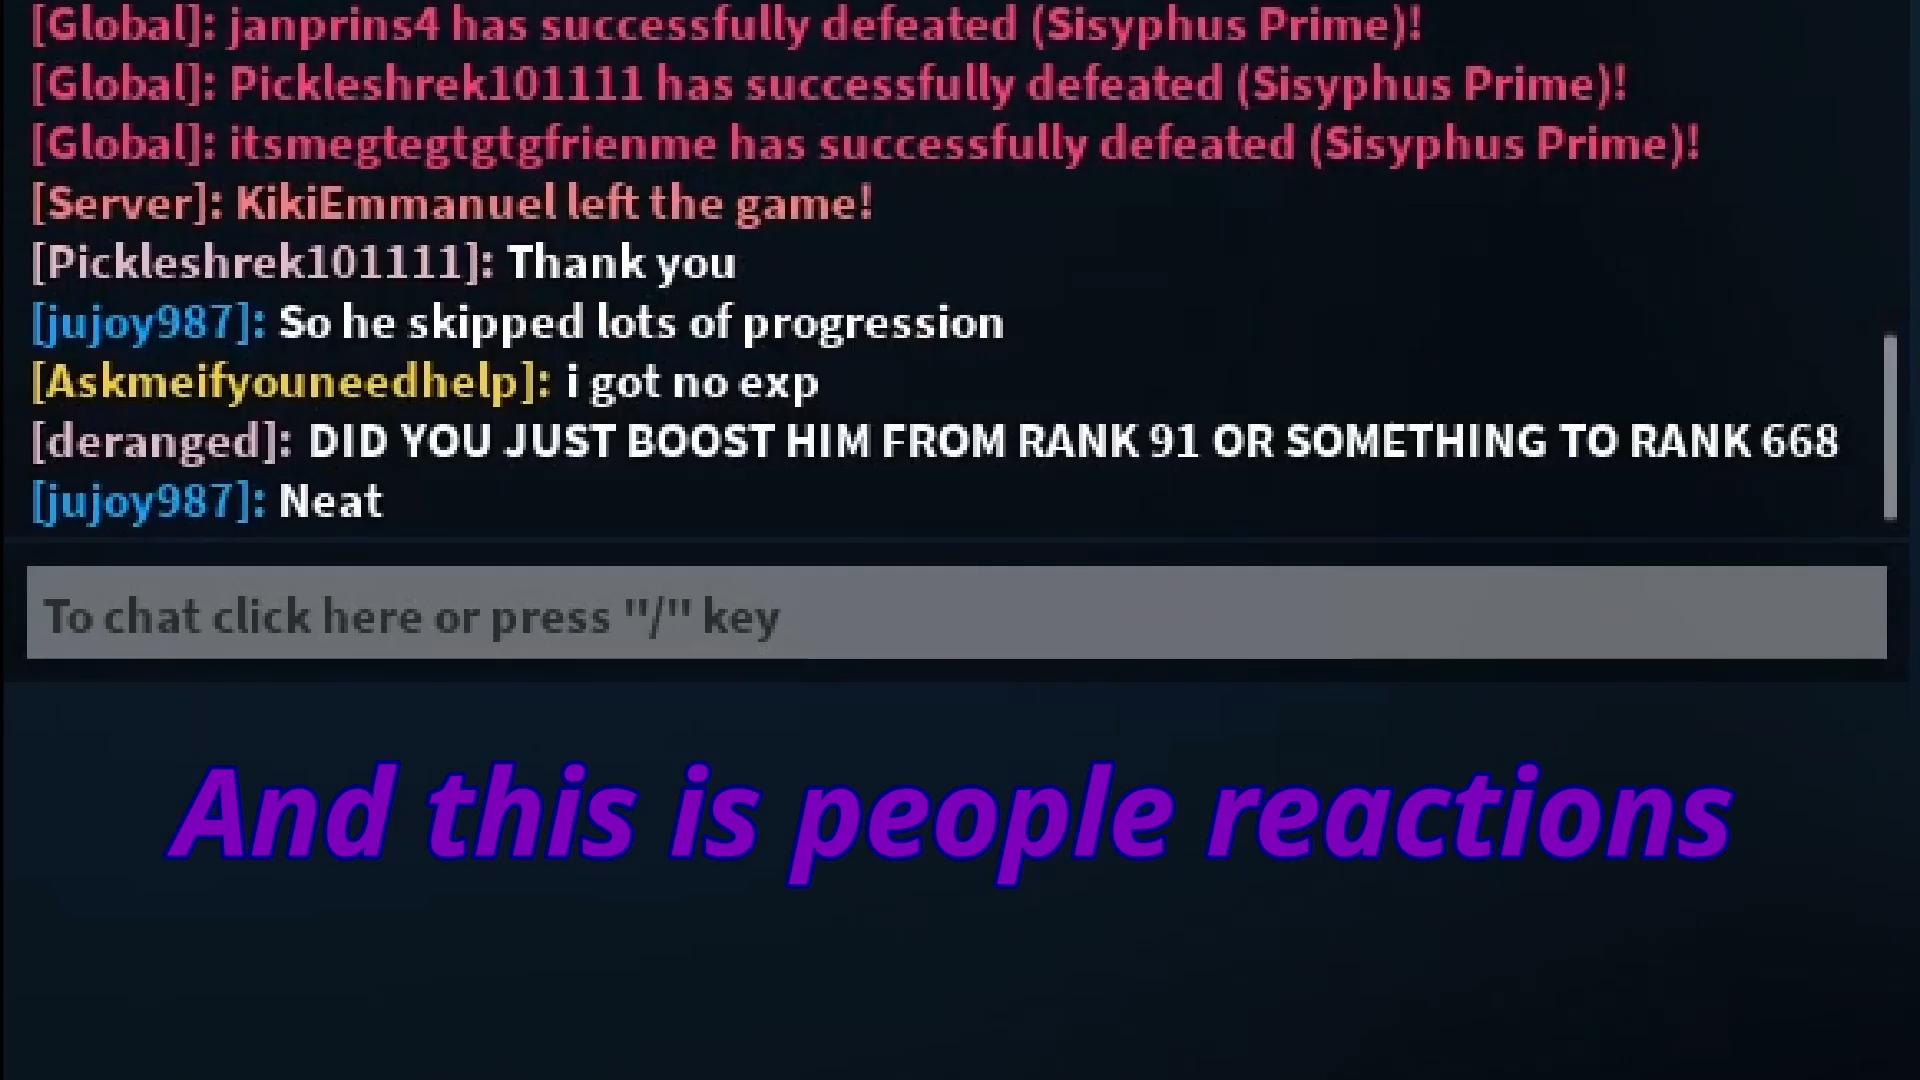 [Global]: janprins4 has successfully defeated (Sisyphus Prime)!
[Global]: Pickleshrek101111 has successfully defeated (Sisyphus Prime)!
[Global]: itsmegtegtgtgfrienme has successfully defeated (Sisyphus Prime)!
[Server]: KikiEmmanuel left the game!
[Pickleshrek101111]: Thank you
[jujoy987]: So he skipped lots of progression
[Askmeifyouneedhelp]: i got no exp
[deranged]: DID YOU JUST BOOST HIM FROM RANK 91 OR SOMETHING TO RANK 668
[jujoy987]: Neat
To chat click here or press "/" key
And this is people reactions